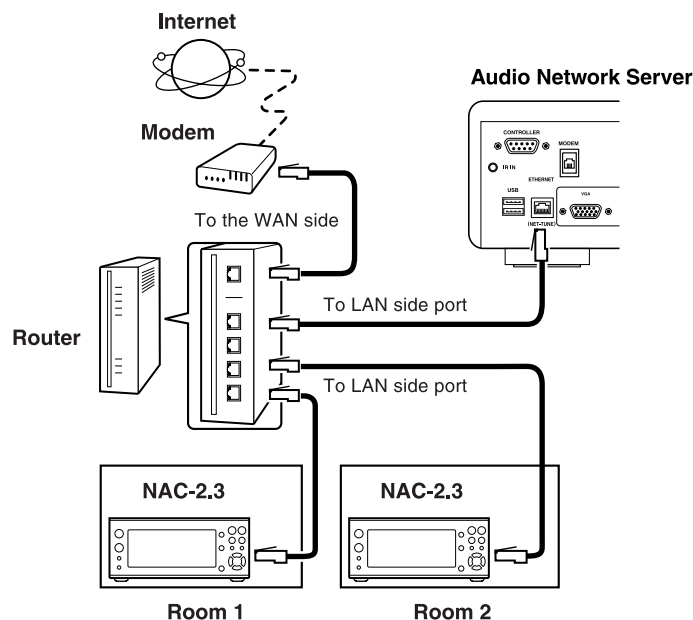 Internet
Audio Network Server
Modem
CONTROLLER
MODEM
IR IN
ETHERNET
USB
VGA
(NET-TUNE)
To the WAN side
To LAN side port
Router
To LAN side port
NAC-2.3
NAC-2.3
Room 1
Room 2